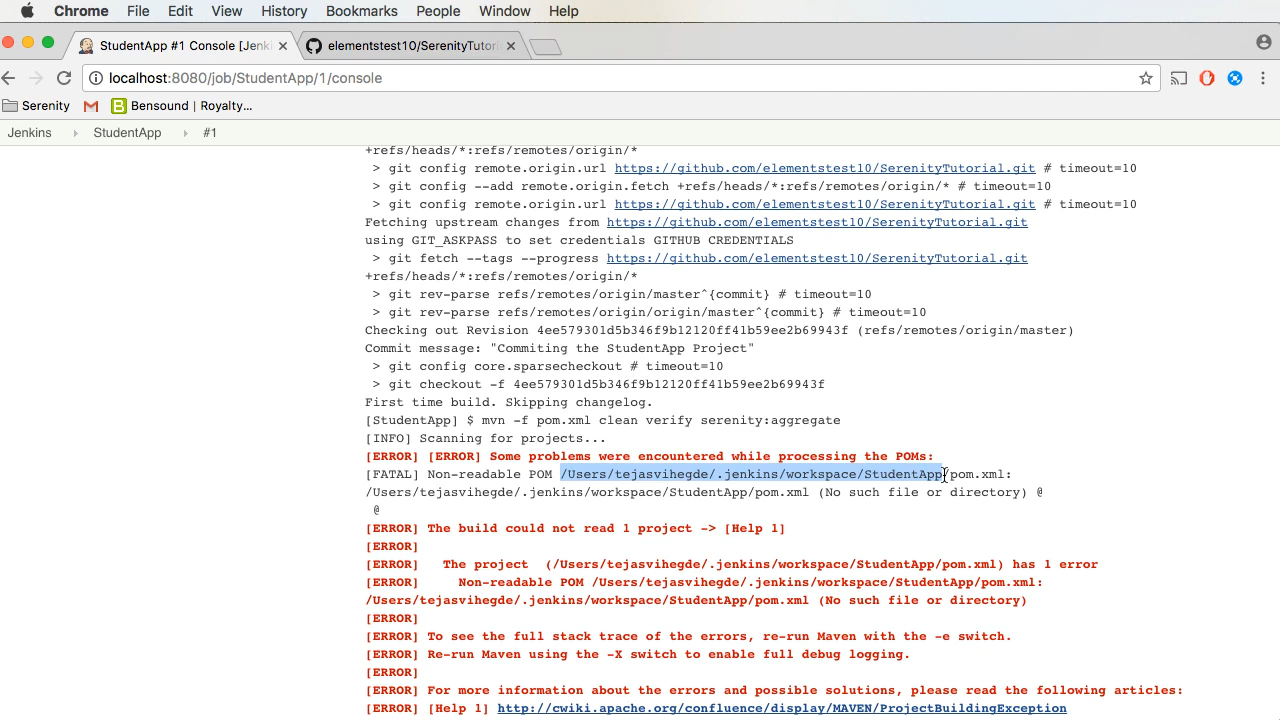 Chrome File Edit View History Bookmarks People Window Help
StudentApp #1 Console [Jenki elementstest10/SerenityTutori
localhost:8080/job/StudentApp/1/console
Serenity Bensound | Royalty...
Jenkins StudentApp #1
+refs/heads/*:refs/remotes/origin/*
> git config remote.origin.url https://github.com/elementstest10/SerenityTutorial.git # timeout=10
> git config --add remote.origin.fetch +refs/heads/*:refs/remotes/origin/* # timeout=10
> git config remote.origin.url https://github.com/elementstest10/SerenityTutorial.git # timeout=10
Fetching upstream changes from https://github.com/elementstest10/SerenityTutorial.git
using GIT_ASKPASS to set credentials GITHUB CREDENTIALS
> git fetch --tags --progress https://github.com/elementstest10/SerenityTutorial.git
+refs/heads/*:refs/remotes/origin/*
> git rev-parse refs/remotes/origin/master^{commit} # timeout=10
> git rev-parse refs/remotes/origin/origin/master^{commit} # timeout=10
Checking out Revision 4ee579301d5b346f9b12120ff41b59ee2b69943f (refs/remotes/origin/master)
Commit message: "Commiting the StudentApp Project"
> git config core.sparsecheckout # timeout=10
> git checkout -f 4ee579301d5b346f9b12120ff41b59ee2b69943f
First time build. Skipping changelog.
[StudentApp] $ mvn -f pom.xml clean verify serenity:aggregate
[INFO] Scanning for projects...
[ERROR] [ERROR] Some problems were encountered while processing the POMs:
[FATAL] Non-readable POM /Users/tejasvihegde/.jenkins/workspace/StudentApp/pom.xml:
/Users/tejasvihegde/.jenkins/workspace/StudentApp/pom.xml (No such file or directory) @
@
[ERROR] The build could not read 1 project -> [Help 1]
[ERROR]
[ERROR] The project (/Users/tejasvihegde/.jenkins/workspace/StudentApp/pom.xml) has 1 error
[ERROR] Non-readable POM /Users/tejasvihegde/.jenkins/workspace/StudentApp/pom.xml:
/Users/tejasvihegde/.jenkins/workspace/StudentApp/pom.xml (No such file or directory)
[ERROR]
[ERROR] To see the full stack trace of the errors, re-run Maven with the -e switch.
[ERROR] Re-run Maven using the -X switch to enable full debug logging.
[ERROR]
[ERROR] For more information about the errors and possible solutions, please read the following articles:
[ERROR] [Help 1] http://cwiki.apache.org/confluence/display/MAVEN/ProjectBuildingException